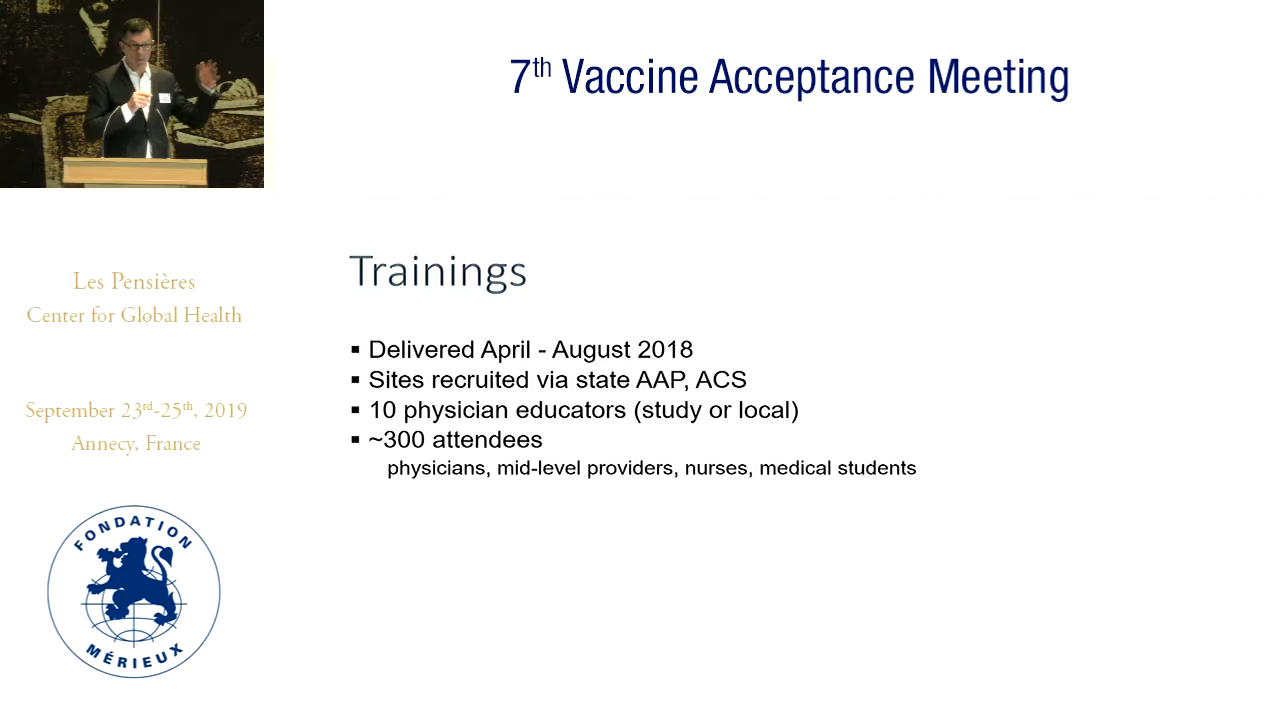 7th Vaccine Acceptance Meeting
Les Pensières
Center for Global Health
September 23rd-25th, 2019
Annecy, France
FONDATION
MÉRIEUX
Trainings
▪ Delivered April - August 2018
▪ Sites recruited via state AAP, ACS
▪ 10 physician educators (study or local)
▪ ~300 attendees
physicians, mid-level providers, nurses, medical students